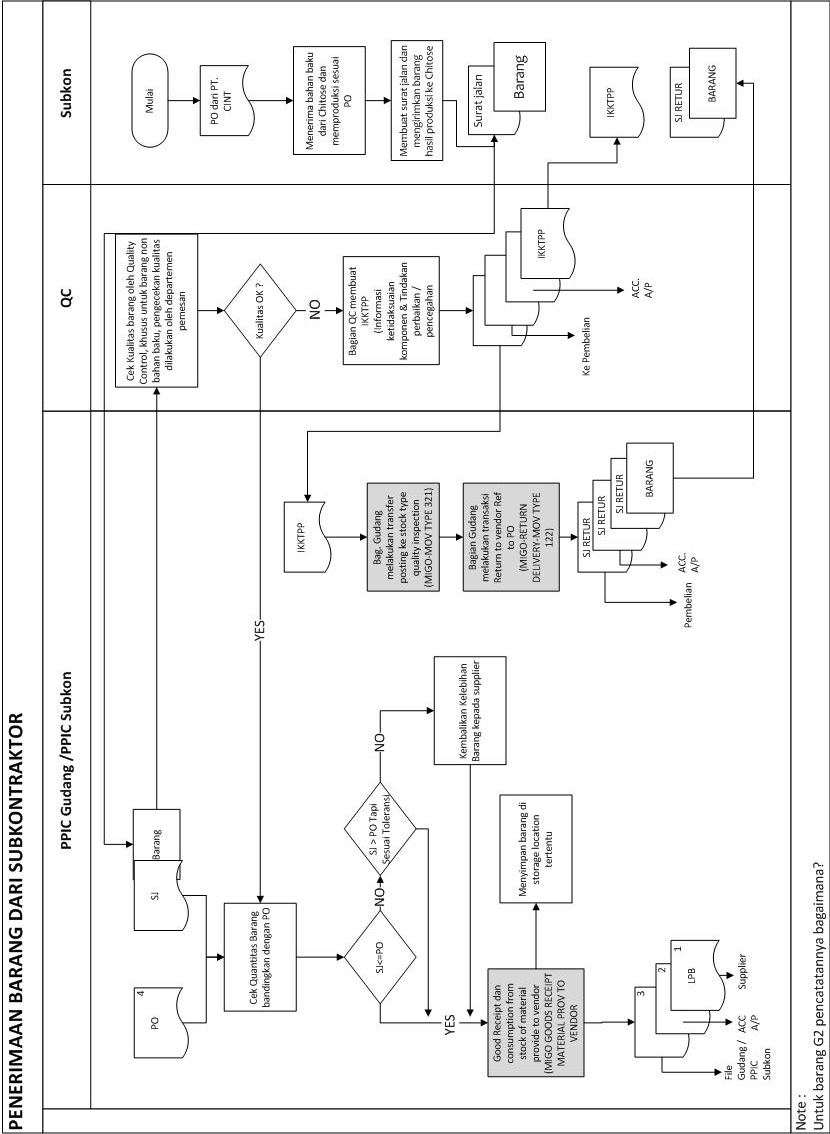 PENERIMAAN BARANG DARI SUBKONTRAKTOR
Subkon
Mulai
PO dari PT.
CINT
Menerima bahan baku
dari Chitose dan
memproduksi sesuai
PO
Membuat surat jalan dan
mengirimkan barang
hasil produksi ke Chitose
Surat jalan
Barang
IKKTPP
SJ RETUR
BARANG
QC
Cek Kualitas barang oleh Quality
Control, khusus untuk barang non
bahan baku, pengecekan kualitas
dilakukan oleh departemen
pemesan
Kualitas OK ?
NO
Bagian QC membuat
IKKTPP
(Informasi
ketidaksuaian
komponen & Tindakan
perbaikan /
pencegahan
IKKTPP
Ke Pembelian
ACC.
A/P
PPIC Gudang /PPIC Subkon
YES
IKKTPP
Bag. Gudang
melakukan transfer
posting ke stock type
quality inspection
(MIGO-MOV TYPE 321)
Bagian Gudang
melakukan transaksi
Return to vendor Ref
to PO
(MIGO-RETURN
DELIVERY-MOV TYPE
122)
SJ RETUR
SJ RETUR
SJ RETUR
BARANG
Pembelian
ACC.
A/P
PO
4
SJ
Barang
Cek Quantitas Barang
bandingkan dengan PO
SJ<=PO
NO
SJ > PO Tapi
Sesuai Toleransi
NO
Kembalikan Kelebihan
Barang kepada supplier
YES
Good Receipt dan
consumption from
stock of material
provide to vendor
(MIGO GOODS RECEIPT
MATERIAL PROV TO
VENDOR
Menyimpan barang di
storage location
tertentu
3
2
1
LPB
File
Gudang /
PPIC
Subkon
ACC
A/P
Supplier
Note :
Untuk barang G2 pencatatannya bagaimana?